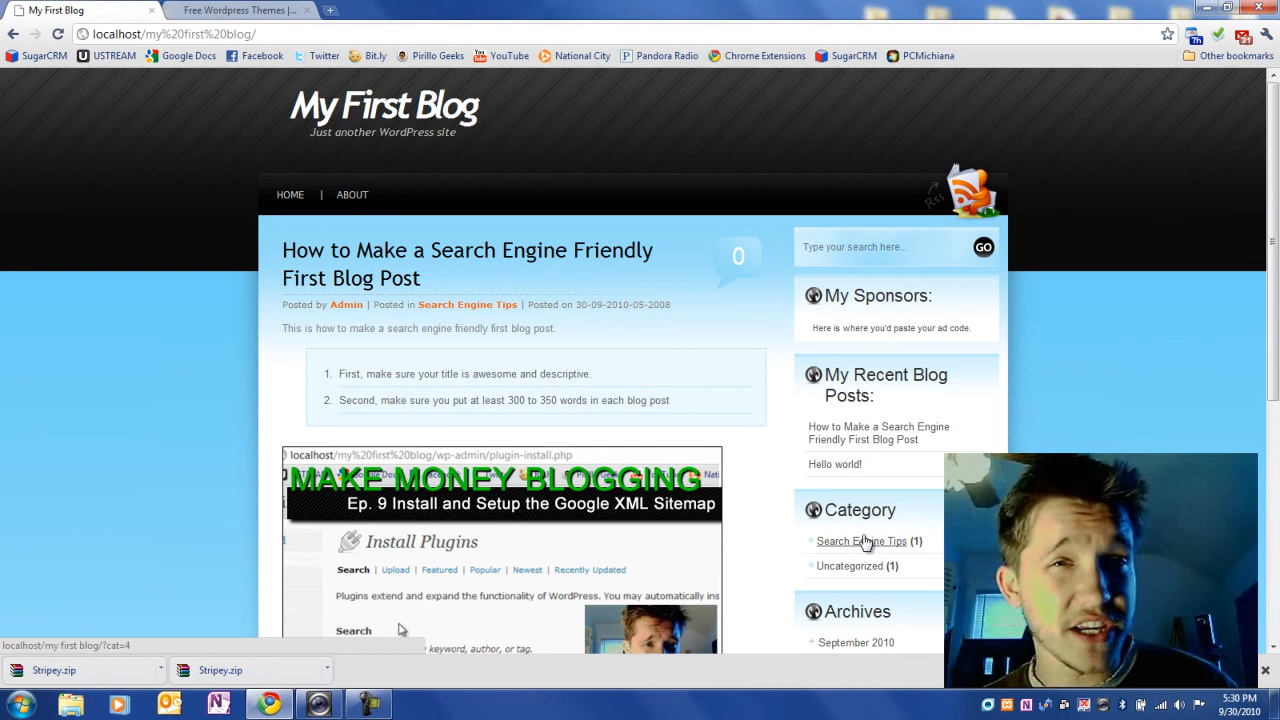 My First Blog
Free Wordpress Themes |...
localhost/my%20first%20blog/
SugarCRM
USTREAM
Google Docs
Facebook
Twitter
Bit.ly
Pirillo Geeks
YouTube
National City
Pandora Radio
Chrome Extensions
SugarCRM
PCMichiana
Other bookmarks
My First Blog
Just another WordPress site
HOME | ABOUT
Rss
How to Make a Search Engine Friendly
First Blog Post
0
Posted by Admin | Posted in Search Engine Tips | Posted on 30-09-2010-05-2008
This is how to make a search engine friendly first blog post.
1. First, make sure your title is awesome and descriptive.
2. Second, make sure you put at least 300 to 350 words in each blog post
localhost/my%20first%20blog/wp-admin/plugin-install.php
MAKE MONEY BLOGGING
Ep. 9 Install and Setup the Google XML Sitemap
Install Plugins
Search | Upload | Featured | Popular | Newest | Recently Updated
Plugins extend and expand the functionality of WordPress. You may automatically ins
Search
keyword, author, or tag.
Type your search here...
GO
My Sponsors:
Here is where you'd paste your ad code.
My Recent Blog
Posts:
How to Make a Search Engine
Friendly First Blog Post
Hello world!
Category
Search Engine Tips (1)
Uncategorized (1)
Archives
September 2010
localhost/my first blog/?cat=4
Stripey.zip
Stripey.zip
5:30 PM
9/30/2010